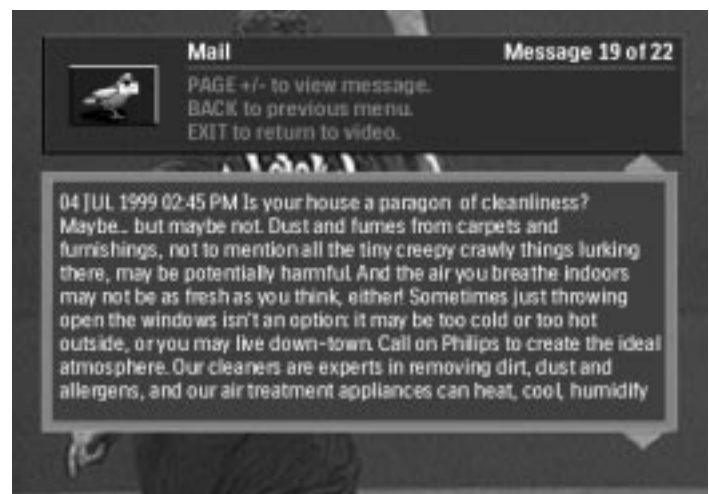 Mail
Message 19 of 22
PAGE +/- to view message.
BACK to previous menu.
EXIT to return to video.
04 JUL 1999 02:45 PM Is your house a paragon of cleanliness?
Maybe... but maybe not. Dust and fumes from carpets and
furnishings, not to mention all the tiny creepy crawly things lurking
there, may be potentially harmful. And the air you breathe indoors
may not be as fresh as you think, either! Sometimes just throwing
open the windows isn't an option: it may be too cold or too hot
outside, or you may live down-town. Call on Philips to create the ideal
atmosphere. Our cleaners are experts in removing dirt, dust and
allergens, and our air treatment appliances can heat, cool, humidify